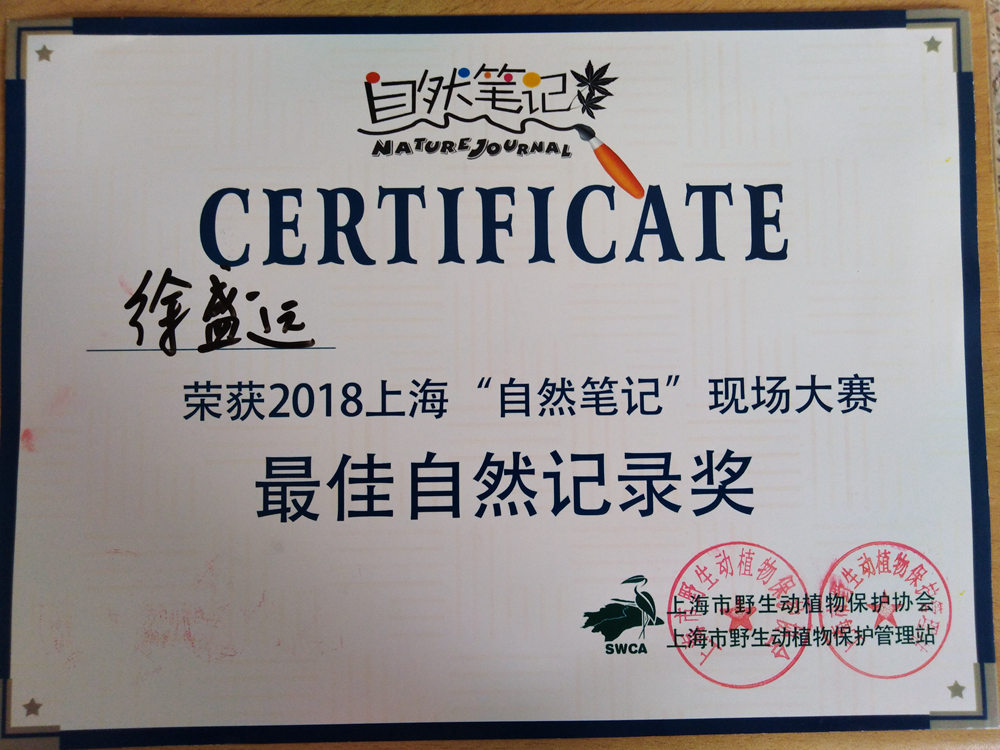 自然笔记
NATURE JOURNAL
CERTIFICATE
徐盛远
荣获2018上海“自然笔记”现场大赛
最佳自然记录奖
上海市野生动植物保护协会
上海市野生动植物保护管理站
SWCA